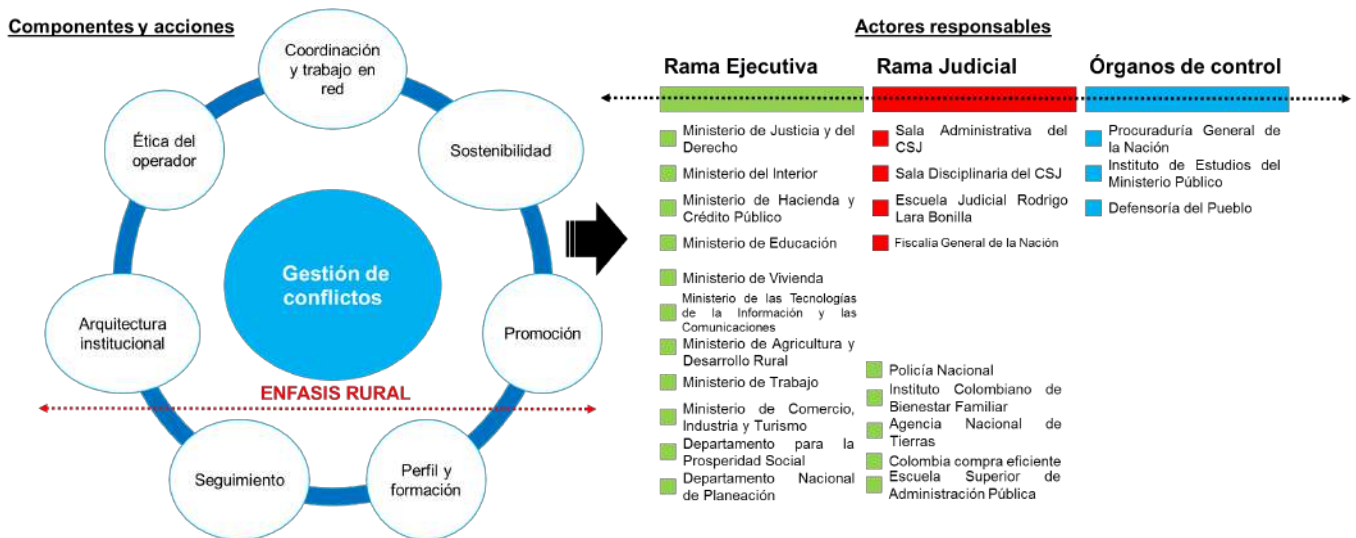 Componentes y acciones
Coordinación
y trabajo en
red
Ética del
operador
Sostenibilidad
Gestión de
conflictos
Arquitectura
institucional
Promoción
ENFASIS RURAL
Seguimiento
Perfil y
formación
Actores responsables
Rama Ejecutiva
Ministerio de Justicia y del
Derecho
Ministerio del Interior
Ministerio de Hacienda y
Crédito Público
Ministerio de Educación
Ministerio de Vivienda
Ministerio de las Tecnologías
de la Información y las
Comunicaciones
Ministerio de Agricultura y
Desarrollo Rural
Ministerio de Trabajo
Ministerio de Comercio,
Industria y Turismo
Departamento para la
Prosperidad Social
Departamento Nacional
de Planeación
Rama Judicial
Sala Administrativa del
CSJ
Sala Disciplinaria del CSJ
Escuela Judicial Rodrigo
Lara Bonilla
Fiscalía General de la Nación
Policía Nacional
Instituto Colombiano de
Bienestar Familiar
Agencia Nacional de
Tierras
Colombia compra eficiente
Escuela Superior de
Administración Pública
Órganos de control
Procuraduría General de
la Nación
Instituto de Estudios del
Ministerio Público
Defensoría del Pueblo